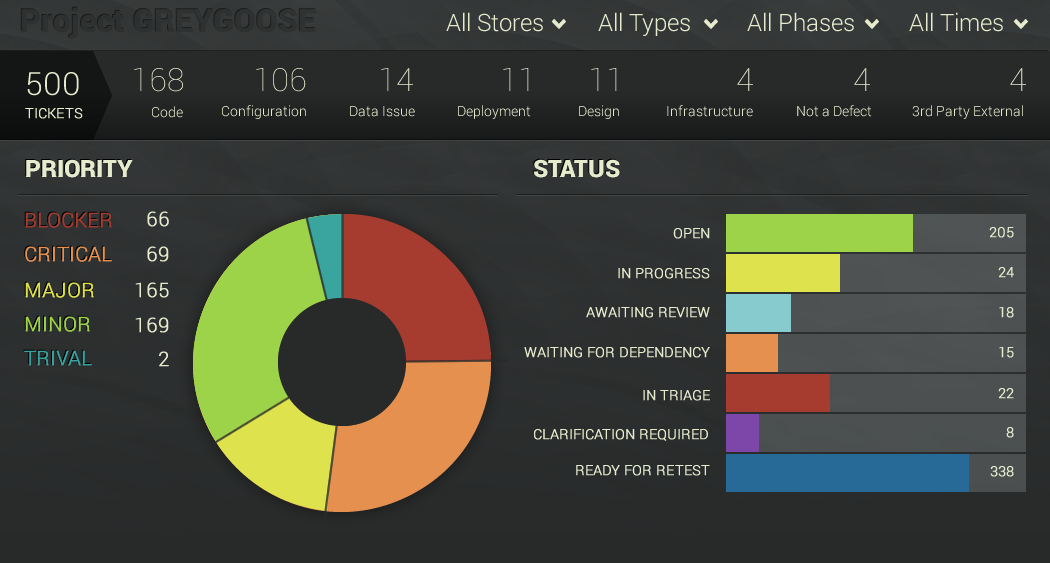 Project GREYGOOSE
All Stores All Types All Phases All Times
500 168 106 14 11 11 4 4 4
TICKETS Code Configuration Data Issue Deployment Design Infrastructure Not a Defect 3rd Party External
PRIORITY
BLOCKER 66
CRITICAL 69
MAJOR 165
MINOR 169
TRIVAL 2
STATUS
OPEN 205
IN PROGRESS 24
AWAITING REVIEW 18
WAITING FOR DEPENDENCY 15
IN TRIAGE 22
CLARIFICATION REQUIRED 8
READY FOR RETEST 338